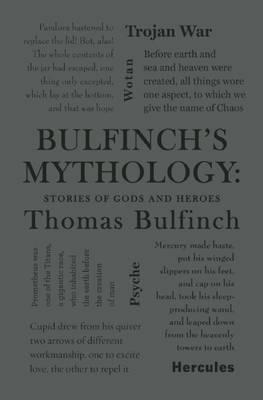 Pandora hastened to
replace the lid! But, alas!
The whole contents of
the jar had escaped, one
thing only excepted,
which lay at the bottom,
and that was hope
Trojan War
Wotan
Before earth and
sea and heaven were
created, all things wore
one aspect, to which we
give the name of Chaos
BULFINCH'S
MYTHOLOGY:
STORIES OF GODS AND HEROES
Thomas Bulfinch
Prometheus was
one of the Titans,
a gigantic race,
who inhabited
the earth before
the creation
of man
Psyche
Mercury made haste,
put his winged
slippers on his feet,
and cap on his
head, took his sleep-
producing wand,
and leaped down
from the heavenly
towers to earth
Cupid drew from his quiver
two arrows of different
workmanship, one to excite
love, the other to repel it
Hercules